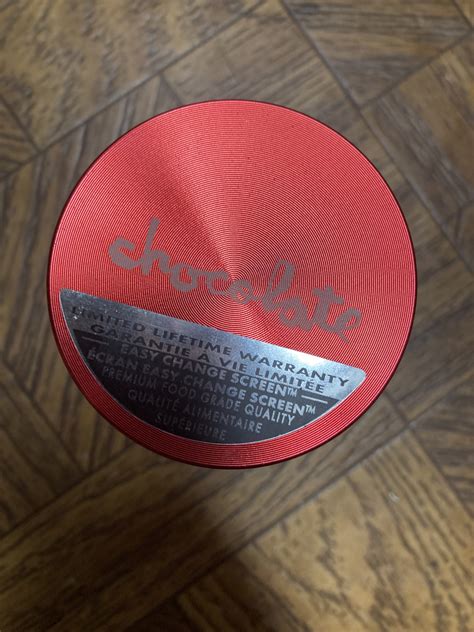 chocolate
LIMITED LIFETIME WARRANTY
GARANTIE À VIE LIMITÉE
EASY CHANGE SCREEN™
ÉCRAN EASY CHANGE SCREEN™
PREMIUM FOOD GRADE QUALITY
QUALITÉ ALIMENTAIRE
SUPÉRIEURE